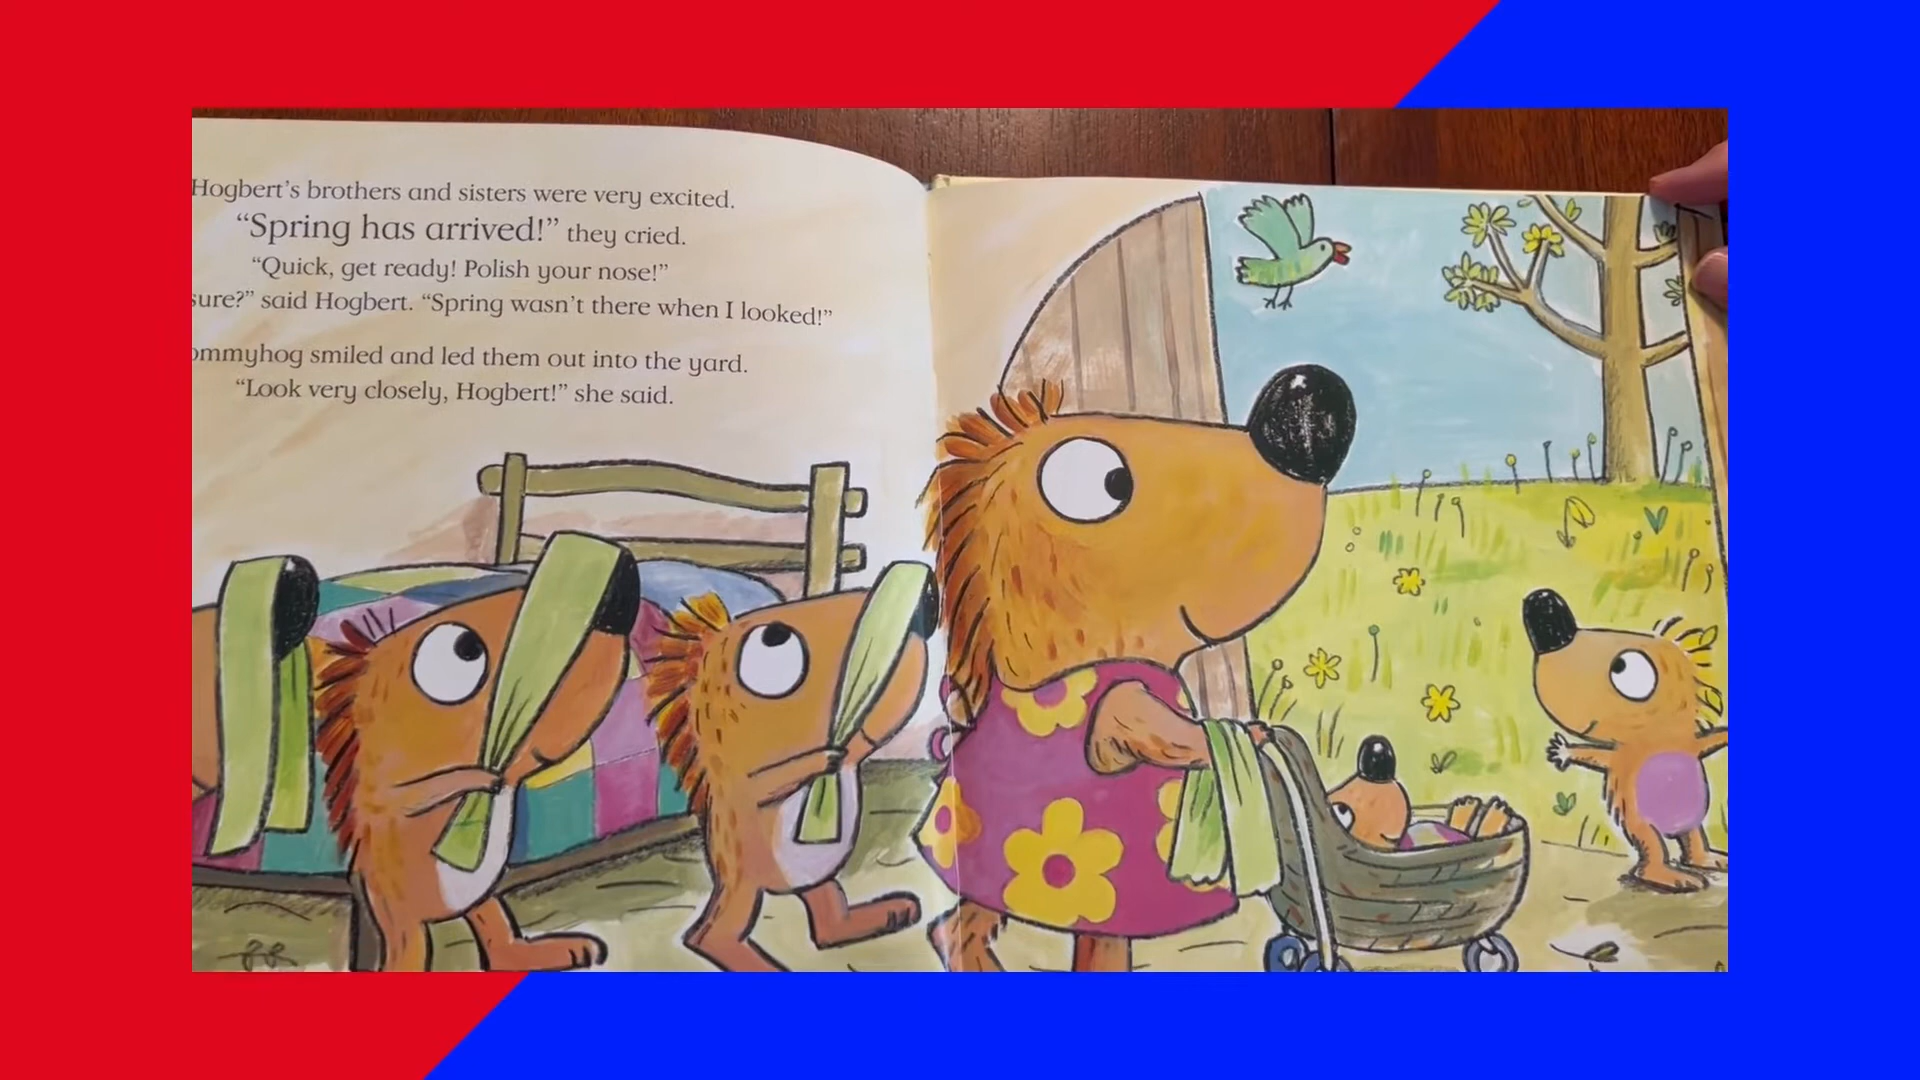 Hogbert's brothers and sisters were very excited.
“Spring has arrived!” they cried.
“Quick, get ready! Polish your nose!”
sure?” said Hogbert. “Spring wasn't there when I looked!”
ommyhog smiled and led them out into the yard.
“Look very closely, Hogbert!” she said.